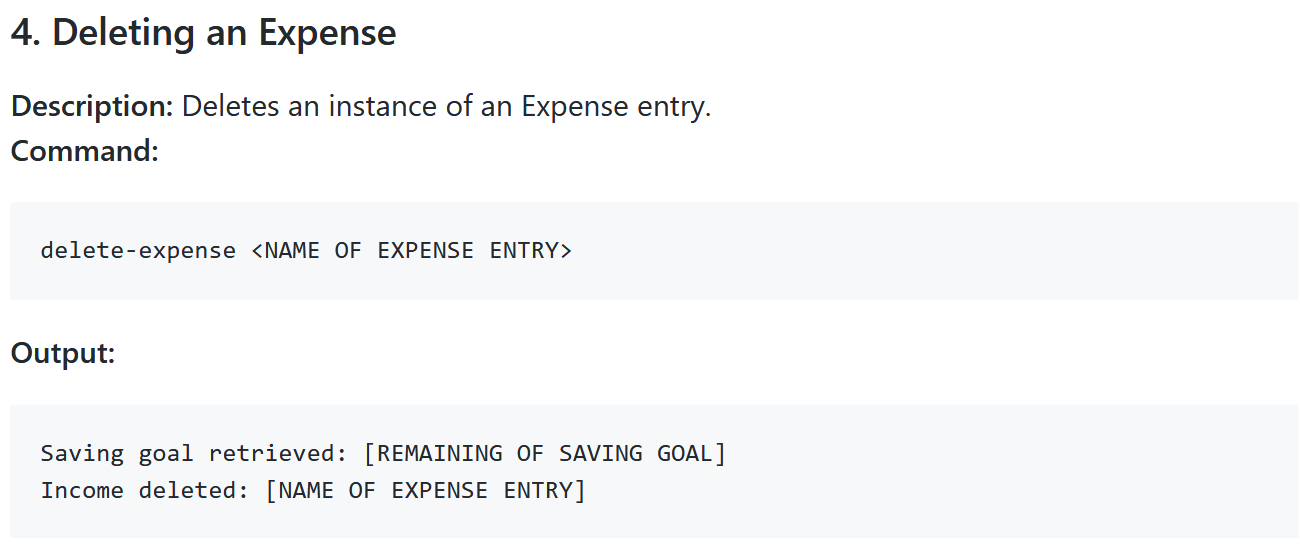 4. Deleting an Expense
Description: Deletes an instance of an Expense entry.
Command:
delete-expense <NAME OF EXPENSE ENTRY>
Output:
Saving goal retrieved: [REMAINING OF SAVING GOAL]
Income deleted: [NAME OF EXPENSE ENTRY]